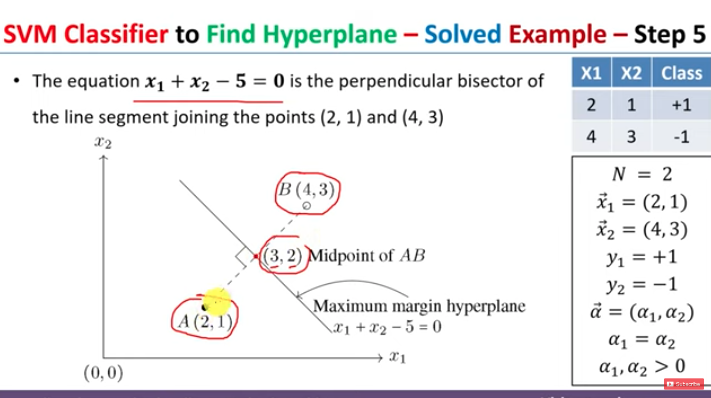 SVM Classifier to Find Hyperplane – Solved Example – Step 5
• The equation x₁ + x₂ − 5 = 0 is the perpendicular bisector of
the line segment joining the points (2, 1) and (4, 3)
X1 X2 Class
2 1 +1
4 3 -1
x₂
B (4, 3)
(3, 2) Midpoint of AB
A (2, 1)
Maximum margin hyperplane
x₁ + x₂ − 5 = 0
x₁
(0, 0)
N = 2
x⃗₁ = (2, 1)
x⃗₂ = (4, 3)
y₁ = +1
y₂ = −1
α⃗ = (α₁, α₂)
α₁ = α₂
α₁, α₂ > 0
Subscribe